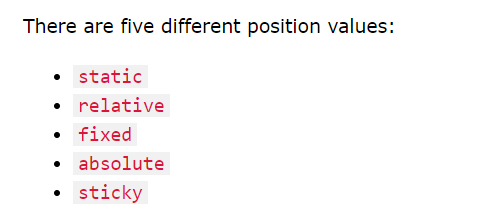 There are five different position values:
static
relative
fixed
absolute
sticky